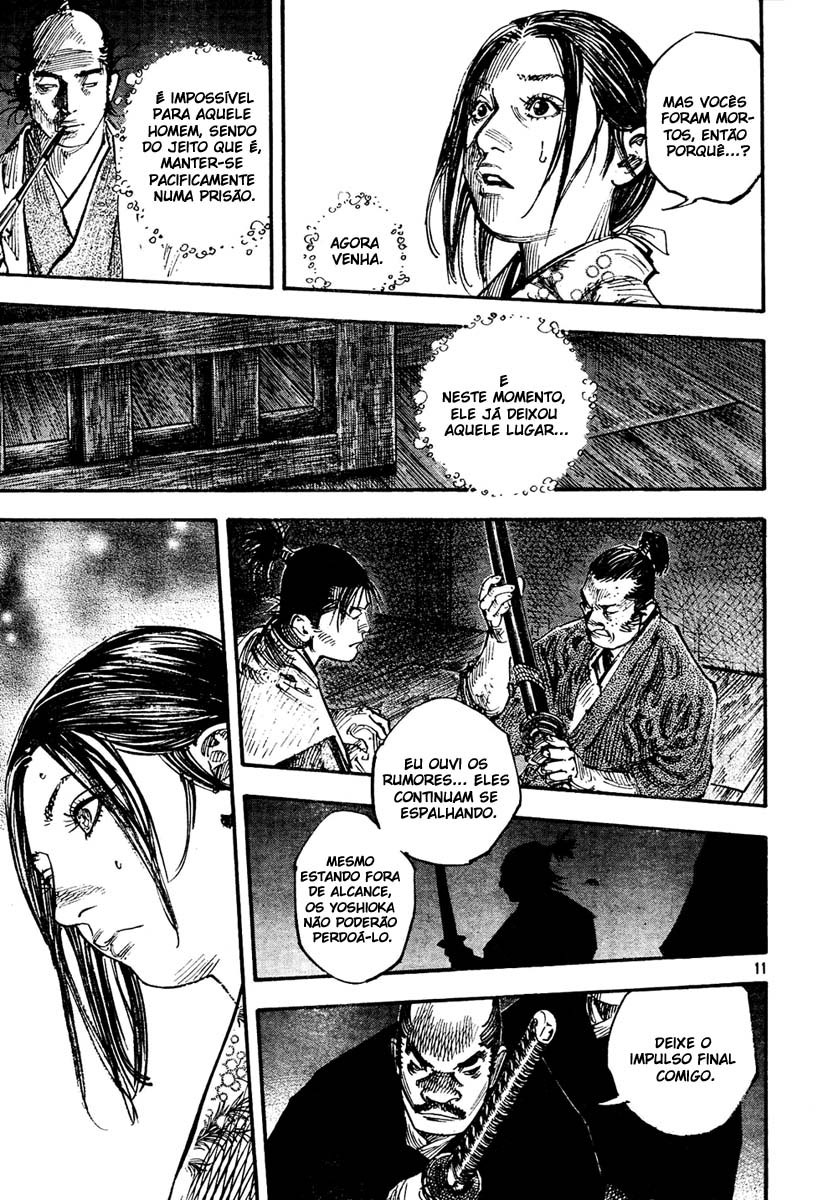 MAS VOCÊS
FORAM MOR-
TOS, ENTÃO
PORQUÊ...?
AGORA
VENHA.
É IMPOSSÍVEL
PARA AQUELE
HOMEM, SENDO
DO JEITO QUE É,
MANTER-SE
PACIFICAMENTE
NUMA PRISÃO.
E
NESTE MOMENTO,
ELE JÁ DEIXOU
AQUELE LUGAR...
EU OUVI OS
RUMORES... ELES
CONTINUAM SE
ESPALHANDO.
MESMO
ESTANDO FORA
DE ALCANCE,
OS YOSHIOKA
NÃO PODERÃO
PERDOÁ-LO.
11
DEIXE O
IMPULSO FINAL
COMIGO.